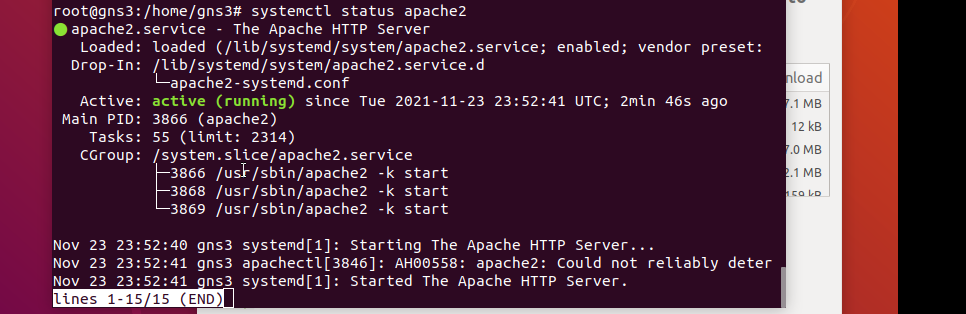 root@gns3:/home/gns3# systemctl status apache2
● apache2.service - The Apache HTTP Server
   Loaded: loaded (/lib/systemd/system/apache2.service; enabled; vendor preset:
  Drop-In: /lib/systemd/system/apache2.service.d
           └─apache2-systemd.conf
   Active: active (running) since Tue 2021-11-23 23:52:41 UTC; 2min 46s ago
 Main PID: 3866 (apache2)
    Tasks: 55 (limit: 2314)
   CGroup: /system.slice/apache2.service
           ├─3866 /usr/sbin/apache2 -k start
           ├─3868 /usr/sbin/apache2 -k start
           └─3869 /usr/sbin/apache2 -k start
Nov 23 23:52:40 gns3 systemd[1]: Starting The Apache HTTP Server...
Nov 23 23:52:41 gns3 apachectl[3846]: AH00558: apache2: Could not reliably deter
Nov 23 23:52:41 gns3 systemd[1]: Started The Apache HTTP Server.
lines 1-15/15 (END)
nload
7.1 MB
12 kB
7.0 MB
2.1 MB
159 kB